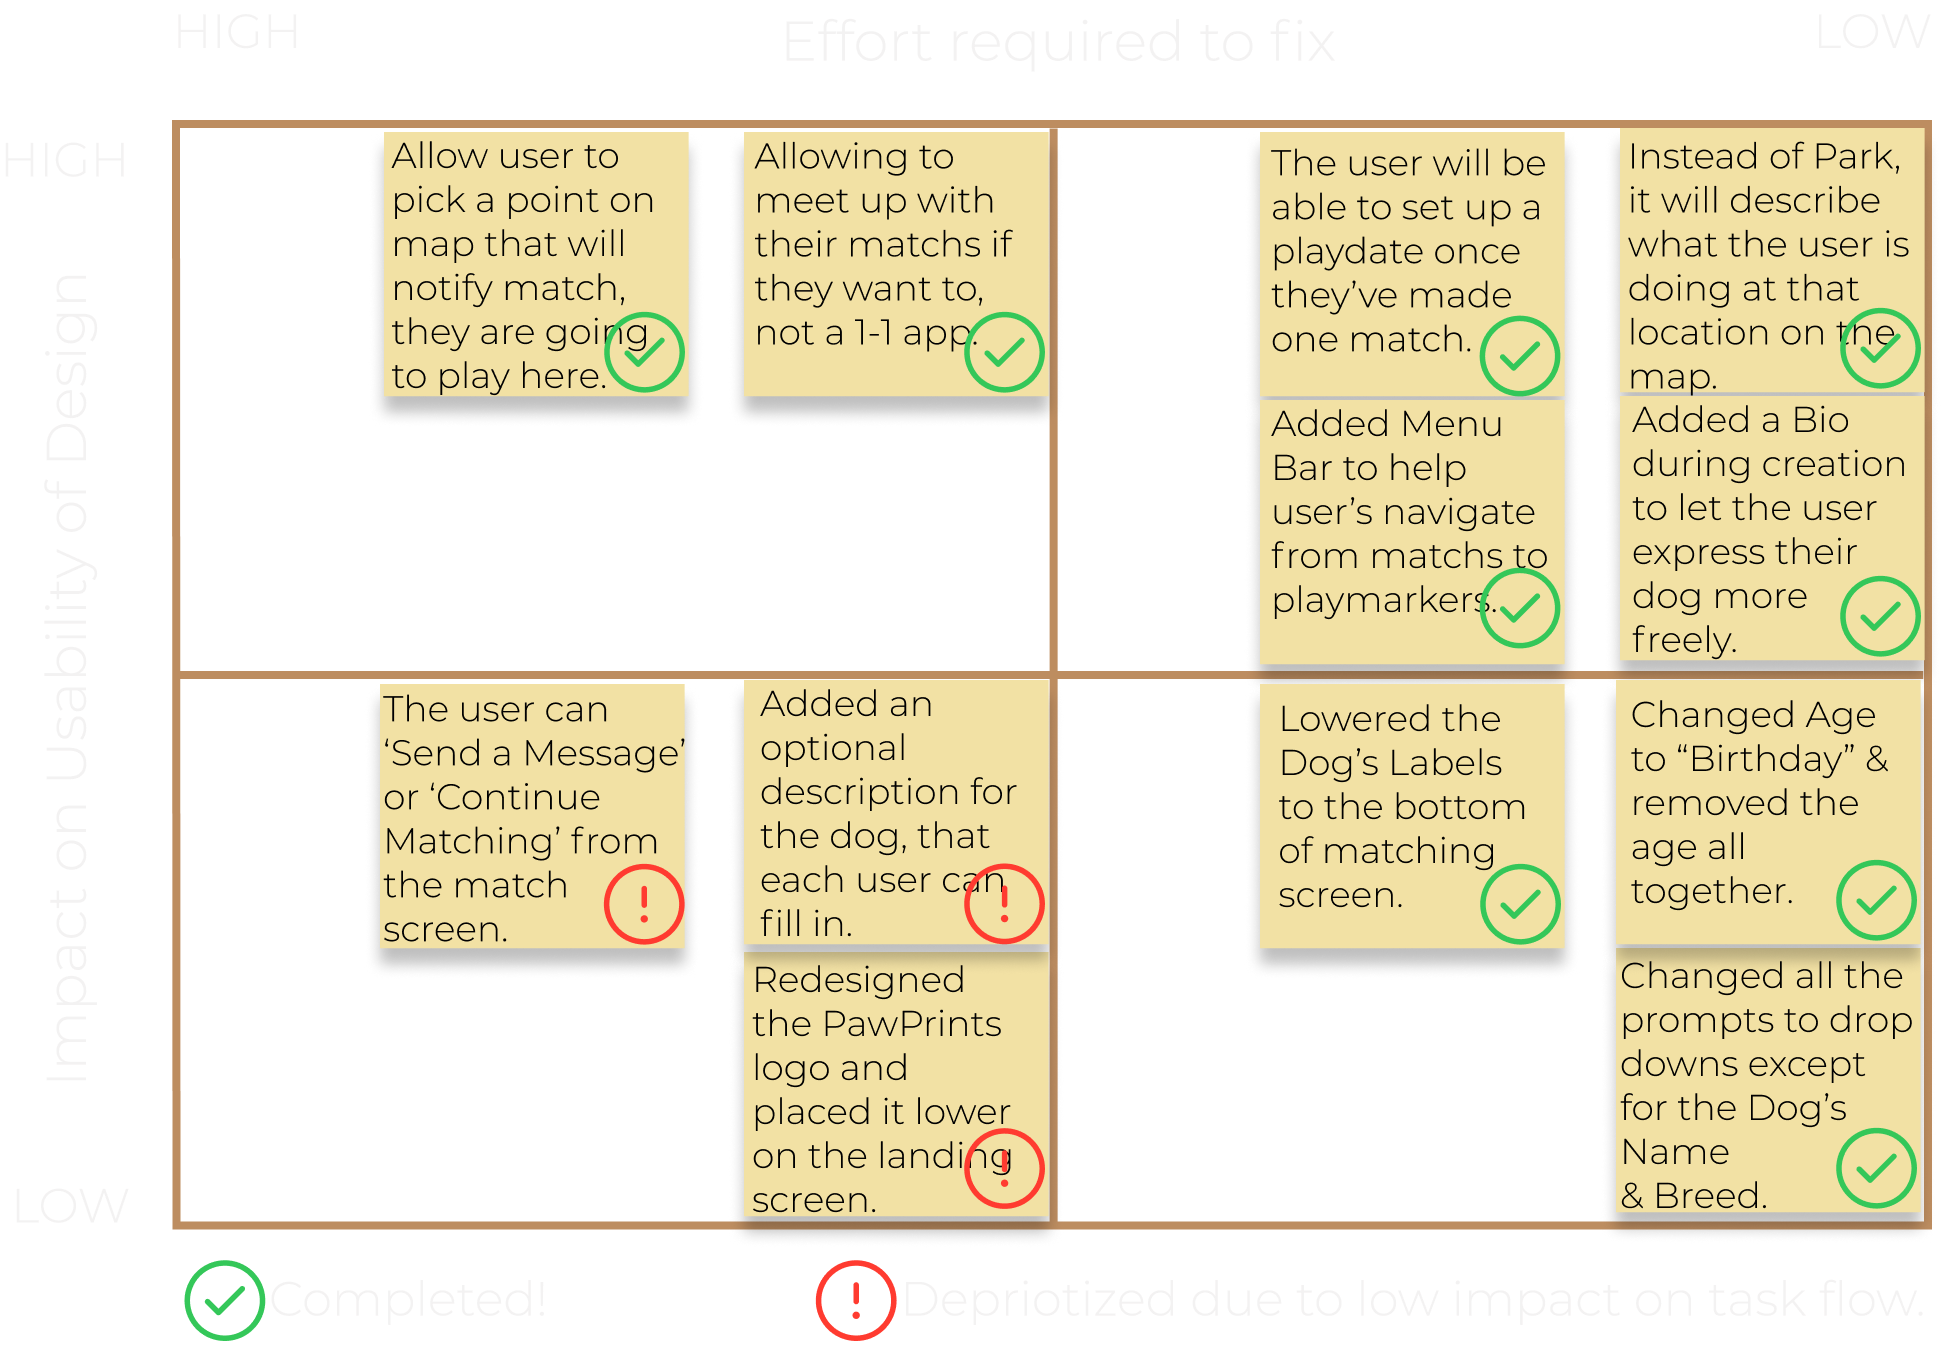 HIGH
Effort required to fix
LOW
HIGH
Impact on Usability of Design
LOW
Allow user to
pick a point on
map that will
notify match,
they are going
to play here.
Allowing to
meet up with
their matchs if
they want to,
not a 1-1 app.
The user will be
able to set up a
playdate once
they’ve made
one match.
Instead of Park,
it will describe
what the user is
doing at that
location on the
map.
Added Menu
Bar to help
user’s navigate
from matchs to
playmarkers.
Added a Bio
during creation
to let the user
express their
dog more
freely.
The user can
‘Send a Message’
or ‘Continue
Matching’ from
the match
screen.
Added an
optional
description for
the dog, that
each user can
fill in.
Redesigned
the PawPrints
logo and
placed it lower
on the landing
screen.
Lowered the
Dog’s Labels
to the bottom
of matching
screen.
Changed Age
to “Birthday” &
removed the
age all
together.
Changed all the
prompts to drop
downs except
for the Dog’s
Name
& Breed.
Completed!
Depriotized due to low impact on task flow.